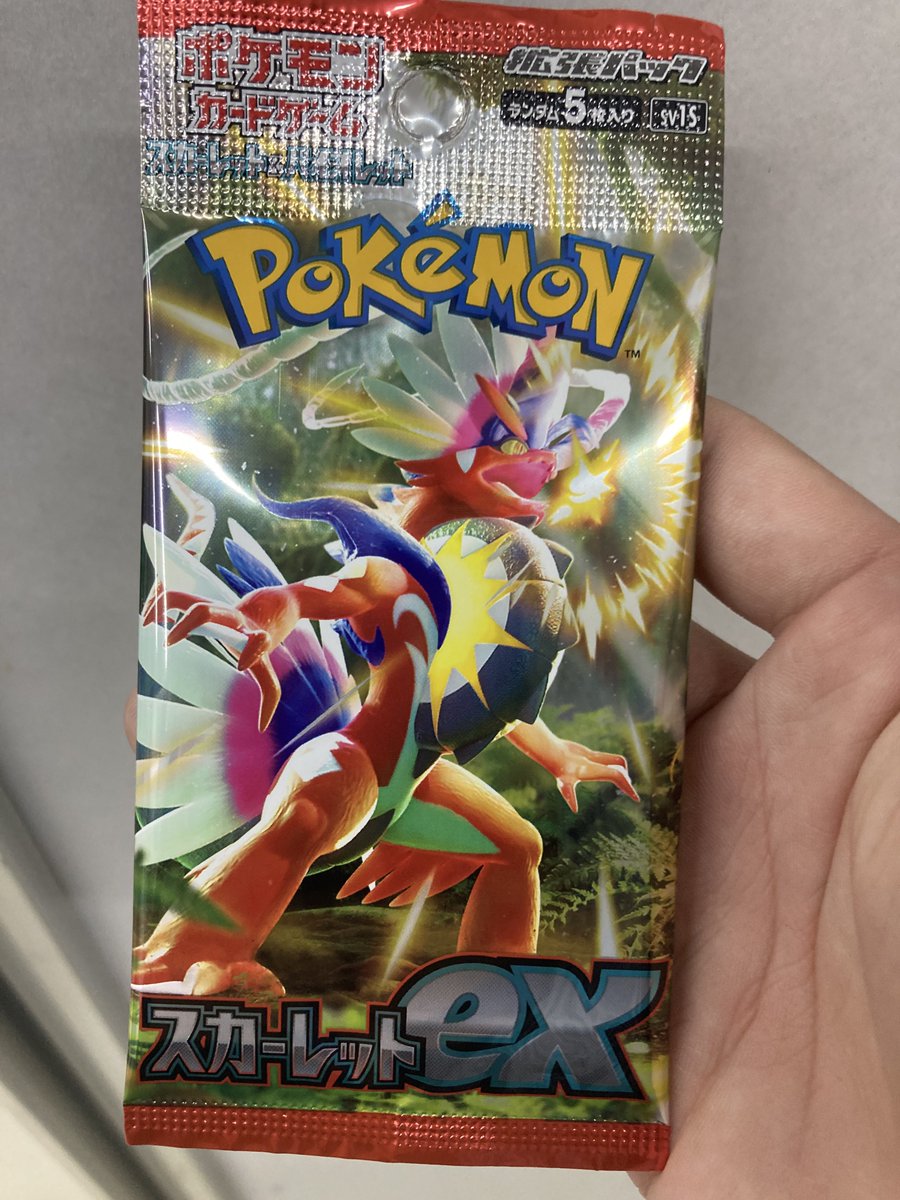 ポケモン
カードゲーム
スカーレット&バイオレット
拡張パック
ランダム5枚入り
sv1S
POKéMON
TM
スカーレットex